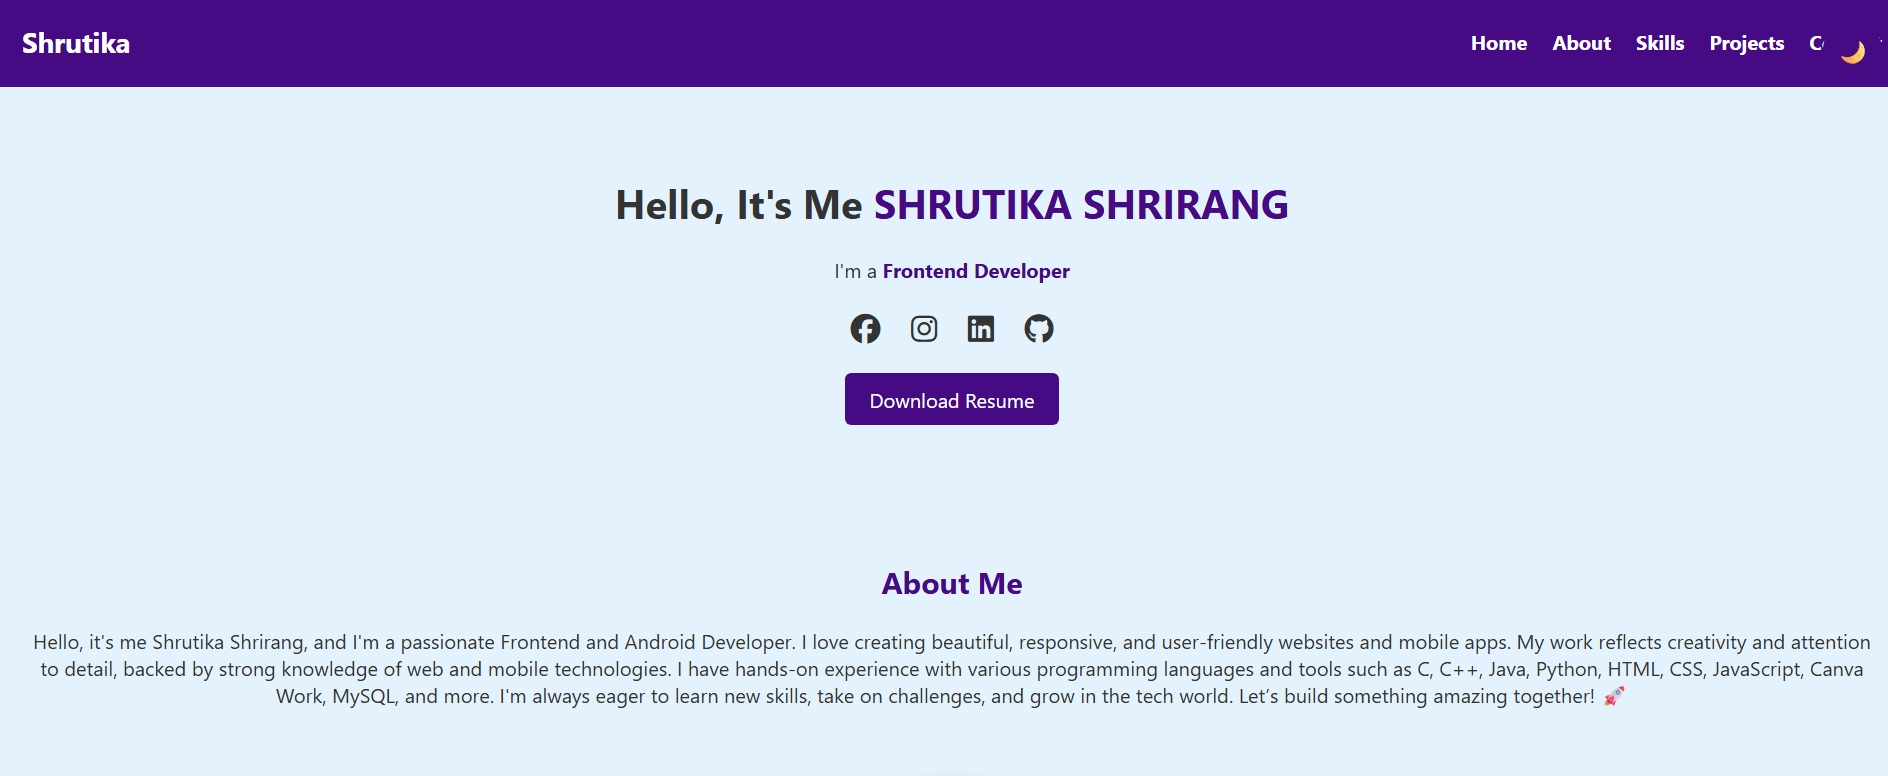 Shrutika
Home About Skills Projects
Hello, It's Me SHRUTIKA SHRIRANG
I'm a Frontend Developer
Download Resume
About Me
Hello, it's me Shrutika Shrirang, and I'm a passionate Frontend and Android Developer. I love creating beautiful, responsive, and user-friendly websites and mobile apps. My work reflects creativity and attention
to detail, backed by strong knowledge of web and mobile technologies. I have hands-on experience with various programming languages and tools such as C, C++, Java, Python, HTML, CSS, JavaScript, Canva
Work, MySQL, and more. I'm always eager to learn new skills, take on challenges, and grow in the tech world. Let’s build something amazing together! 🚀